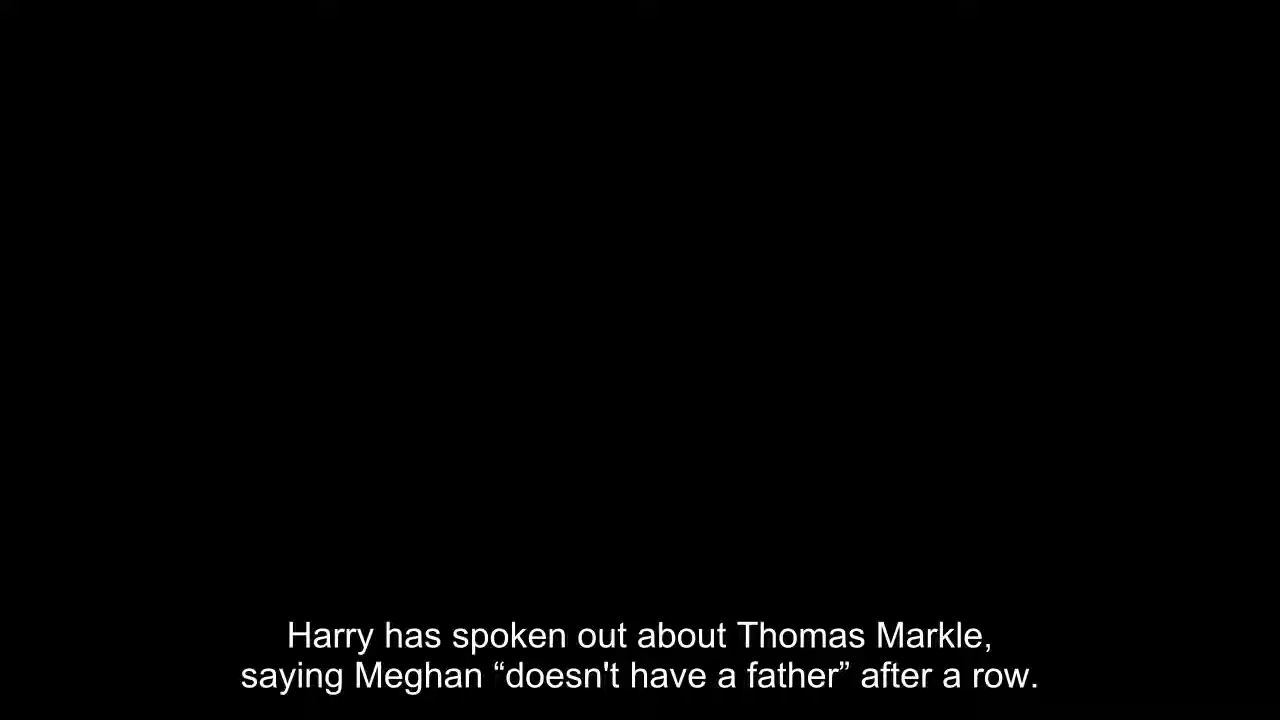 Harry has spoken out about Thomas Markle,
saying Meghan “doesn't have a father” after a row.